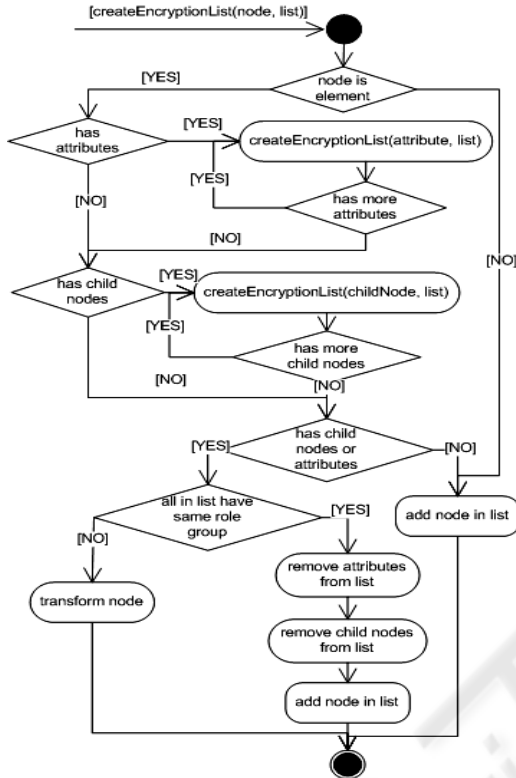 [createEncryptionList(node, list)]
[YES]
node is
element
has
attributes
[YES]
createEncryptionList(attribute, list)
[YES]
has more
attributes
[NO]
[NO]
[NO]
has child
nodes
[YES]
createEncryptionList(childNode, list)
[YES]
has more
child nodes
[NO]
[NO]
has child
nodes or
attributes
[YES]
[NO]
all in list have
same role
group
[YES]
add node in list
[NO]
remove attributes
from list
transform node
remove child nodes
from list
add node in list